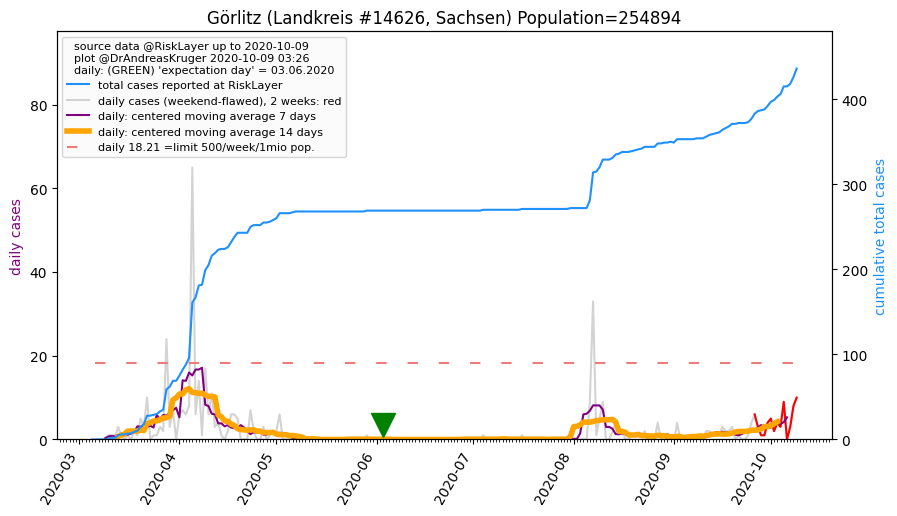 Görlitz (Landkreis #14626, Sachsen) Population=254894
source data @RiskLayer up to 2020-10-09
plot @DrAndreasKruger 2020-10-09 03:26
daily: (GREEN) 'expectation day' = 03.06.2020
total cases reported at RiskLayer
daily cases (weekend-flawed), 2 weeks: red
daily: centered moving average 7 days
daily: centered moving average 14 days
daily 18.21 =limit 500/week/1mio pop.
daily cases
80
60
40
20
0
cumulative total cases
400
300
200
100
0
2020-03
2020-04
2020-05
2020-06
2020-07
2020-08
2020-09
2020-10